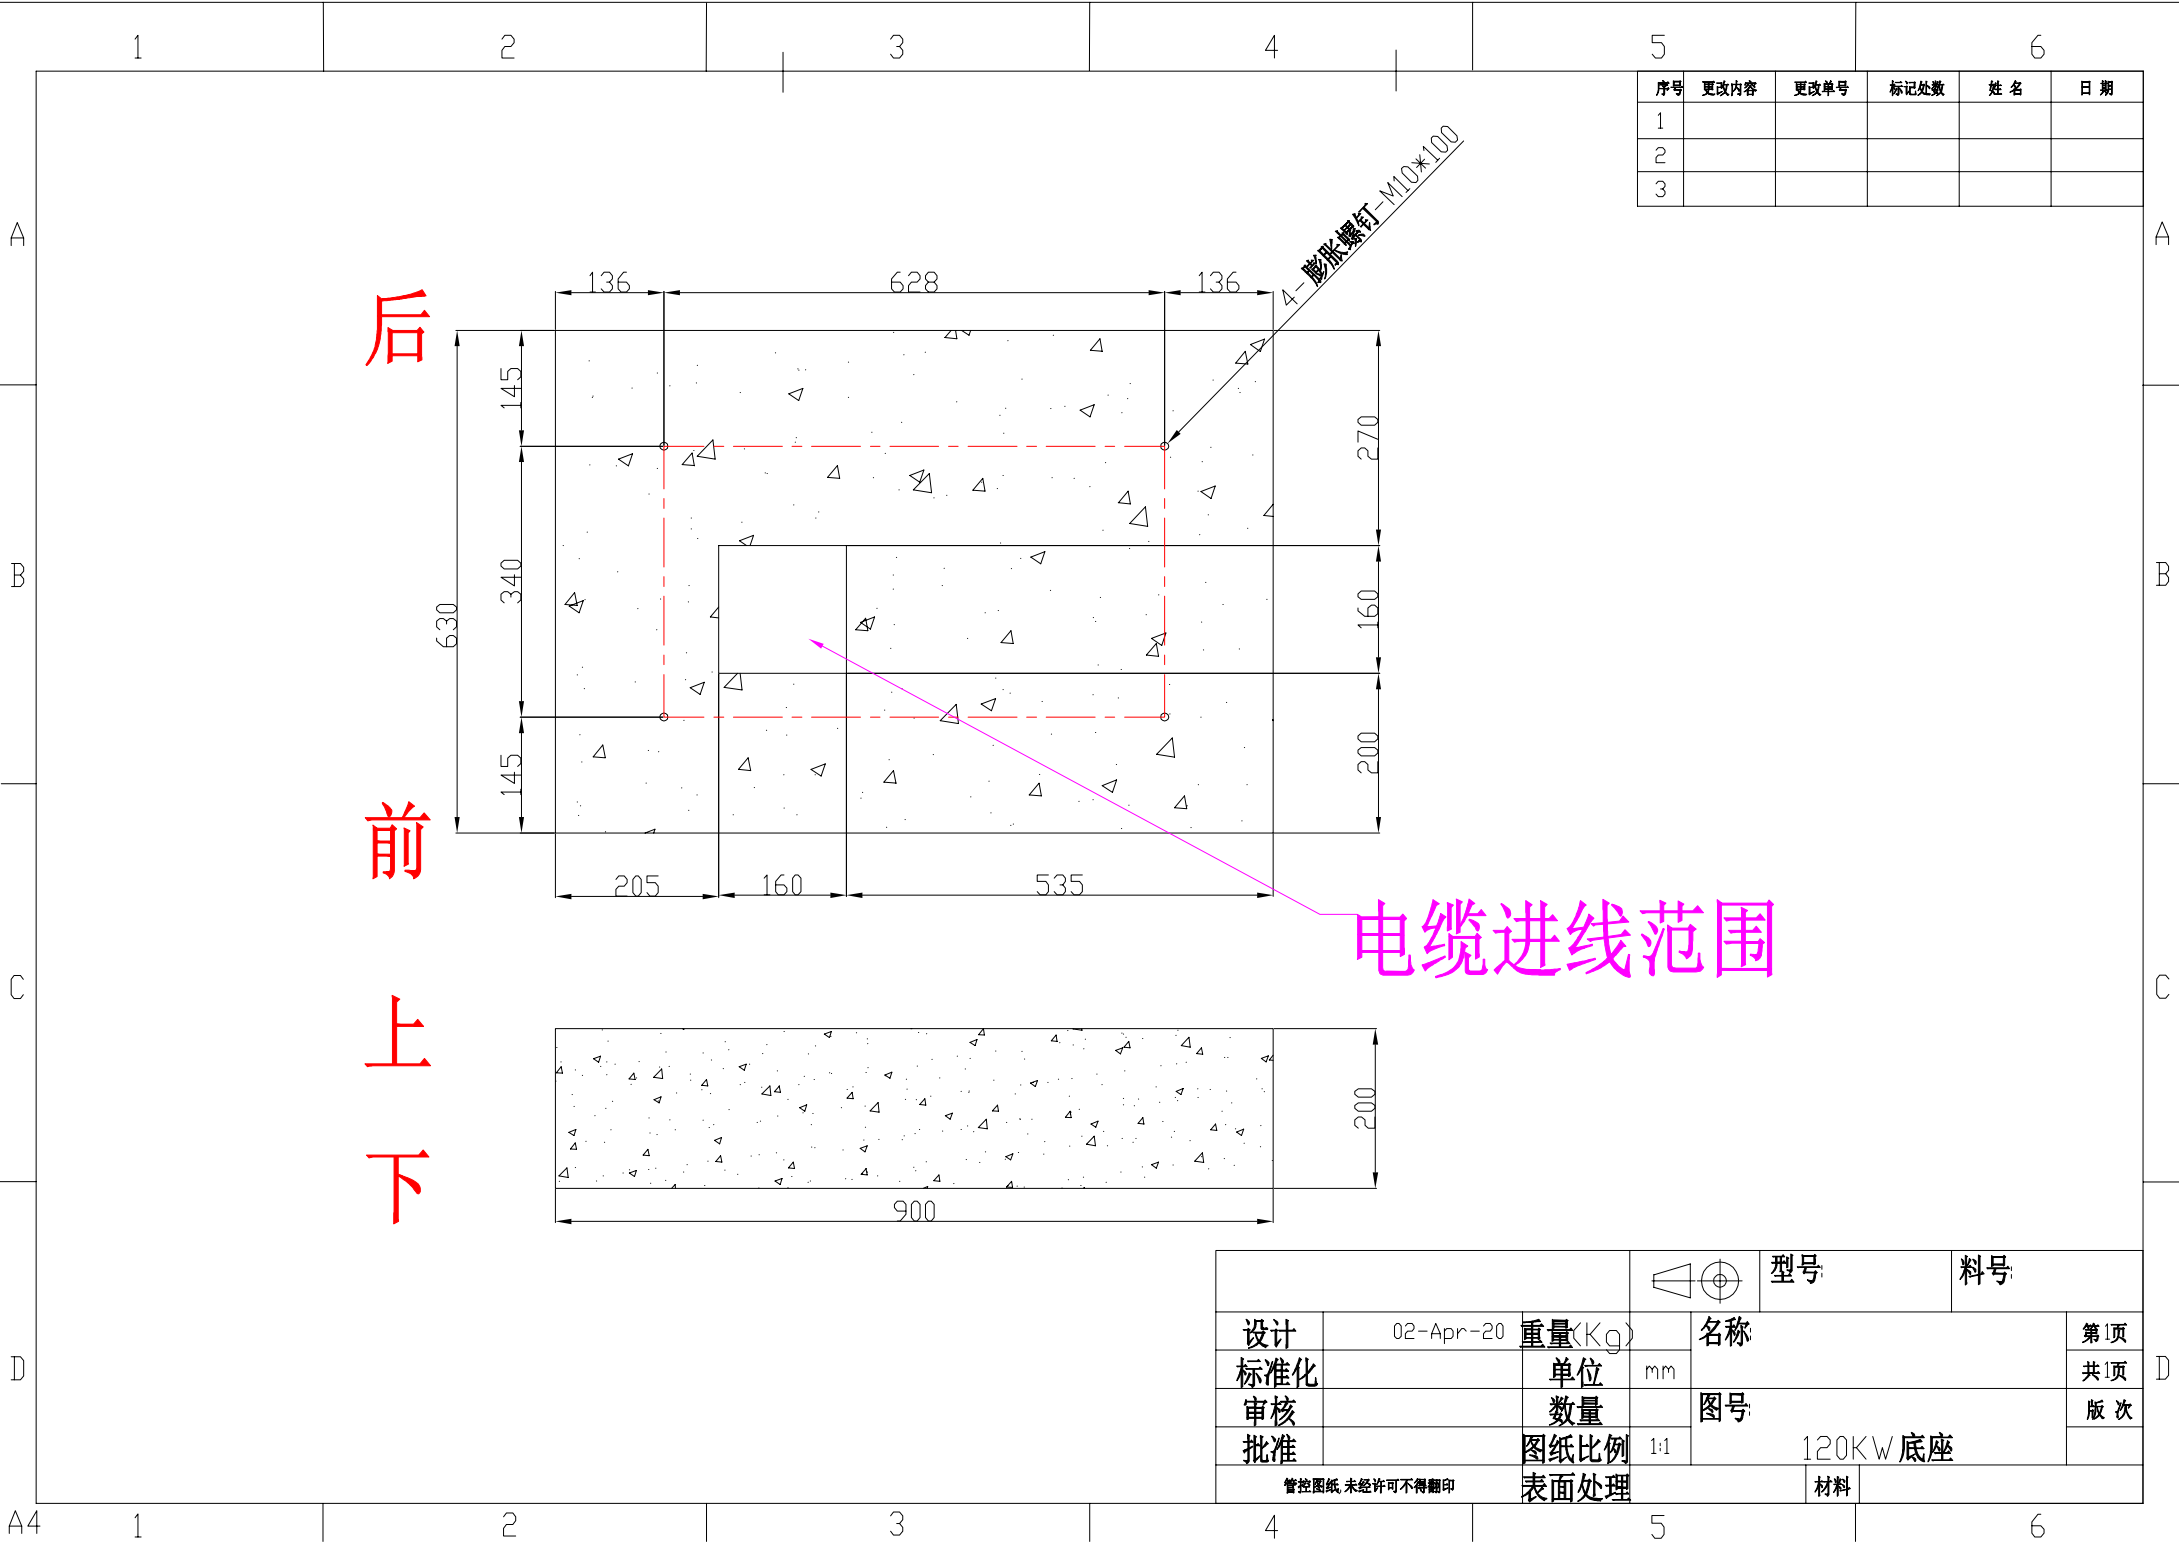 1 2 3 4 5 6
序号 更改内容 更改单号 标记处数 姓 名 日 期
1
2
3
A A
4-膨胀螺钉-M10*100
136 628 136
后
145
270
B B
340
160
630
200
145
前
205 160 535
电缆进线范围
C C
上
200
下
900
型号: 料号:
设计 02-Apr-20 重量(Kg) 名称: 第1页
标准化 单位 mm 共1页
D D
审核 数量 图号: 版 次
批准 图纸比例 1:1 120KW底座
管控图纸,未经许可不得翻印 表面处理 材料
A4 1 2 3 4 5 6